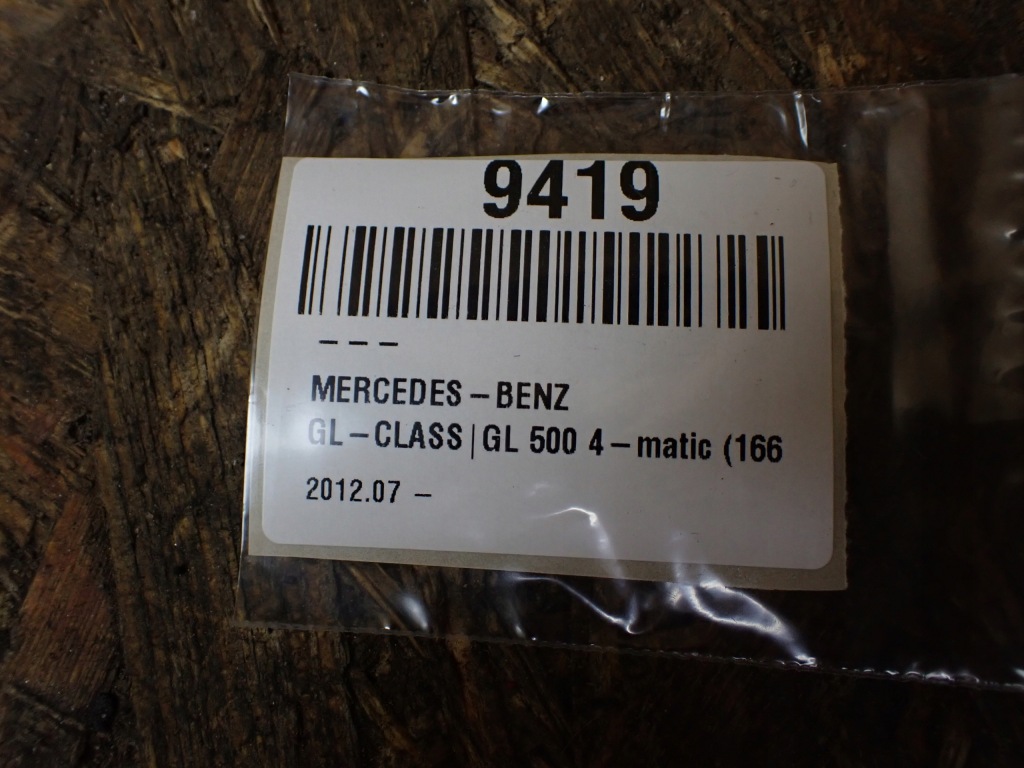 9419
– – –
MERCEDES – BENZ
GL – CLASS | GL 500 4 – matic (166
2012.07 –